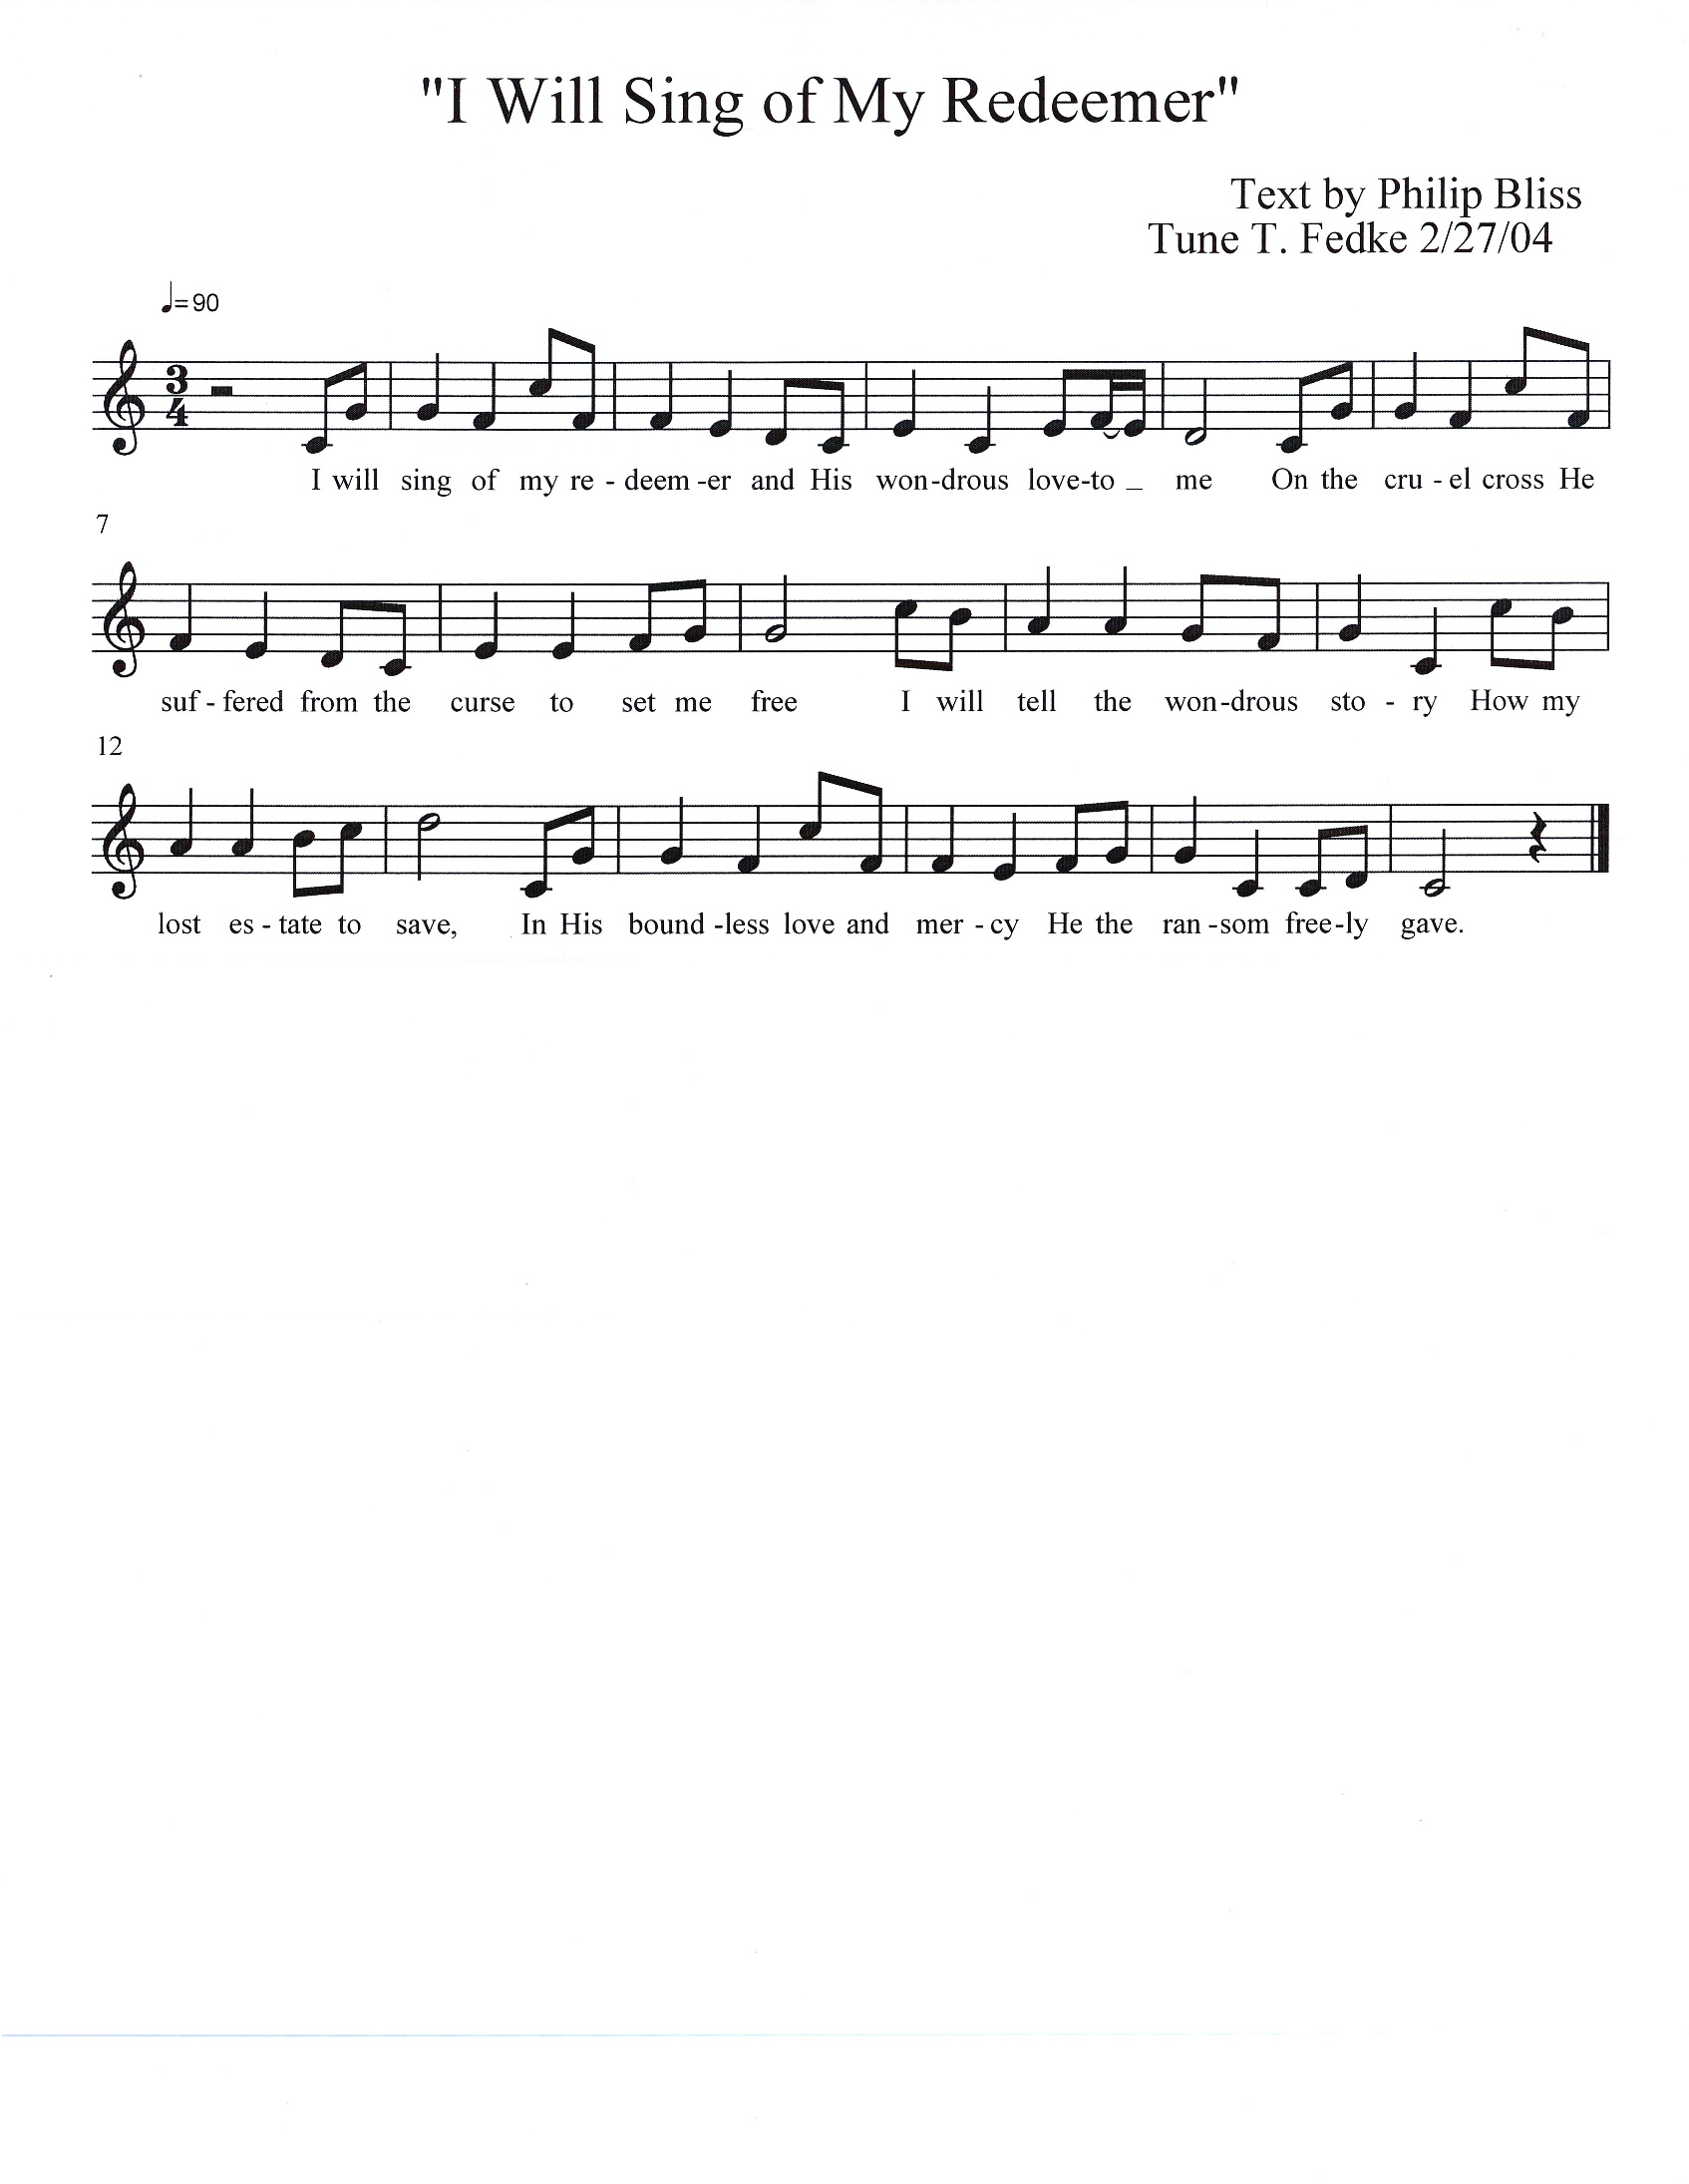 "I Will Sing of My Redeemer"
Text by Philip Bliss
Tune T. Fedke 2/27/04
♩=90
3
4
I will sing of my re - deem -er and His won-drous love-to _ me On the cru - el cross He
7
suf - fered from the curse to set me free I will tell the won-drous sto - ry How my
12
lost es - tate to save, In His bound -less love and mer - cy He the ran -som free-ly gave.